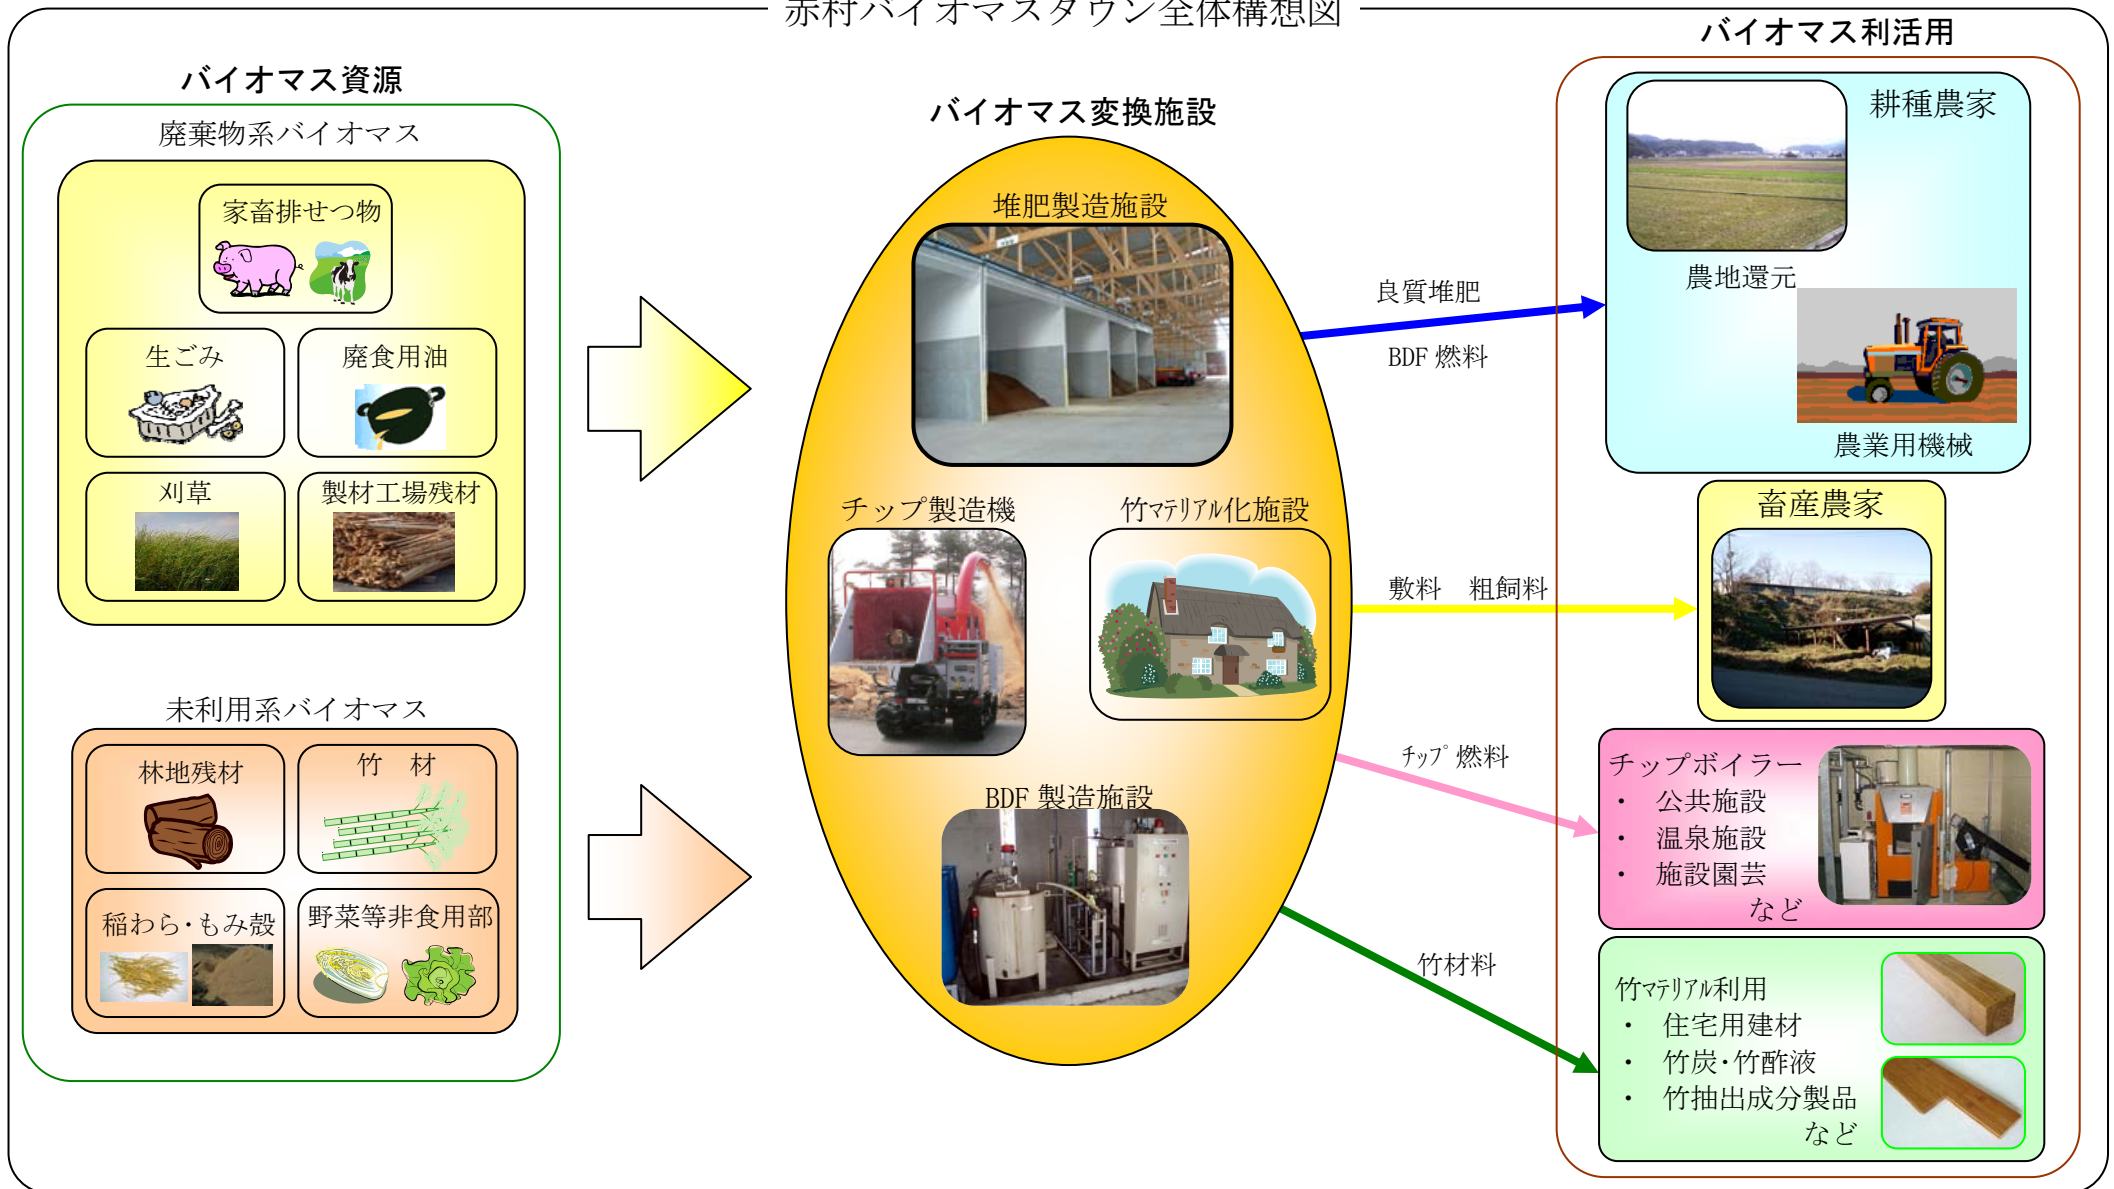 赤村バイオマスタウン全体構想図
バイオマス資源
廃棄物系バイオマス
家畜排せつ物
生ごみ
廃食用油
刈草
製材工場残材
未利用系バイオマス
林地残材
竹 材
稲わら・もみ殻
野菜等非食用部
バイオマス変換施設
堆肥製造施設
チップ製造機
竹マテリアル化施設
BDF 製造施設
良質堆肥
BDF 燃料
敷料 粗飼料
チップ 燃料
竹材料
バイオマス利活用
耕種農家
農地還元
農業用機械
畜産農家
チップボイラー
・ 公共施設
・ 温泉施設
・ 施設園芸
など
竹マテリアル利用
・ 住宅用建材
・ 竹炭・竹酢液
・ 竹抽出成分製品
など